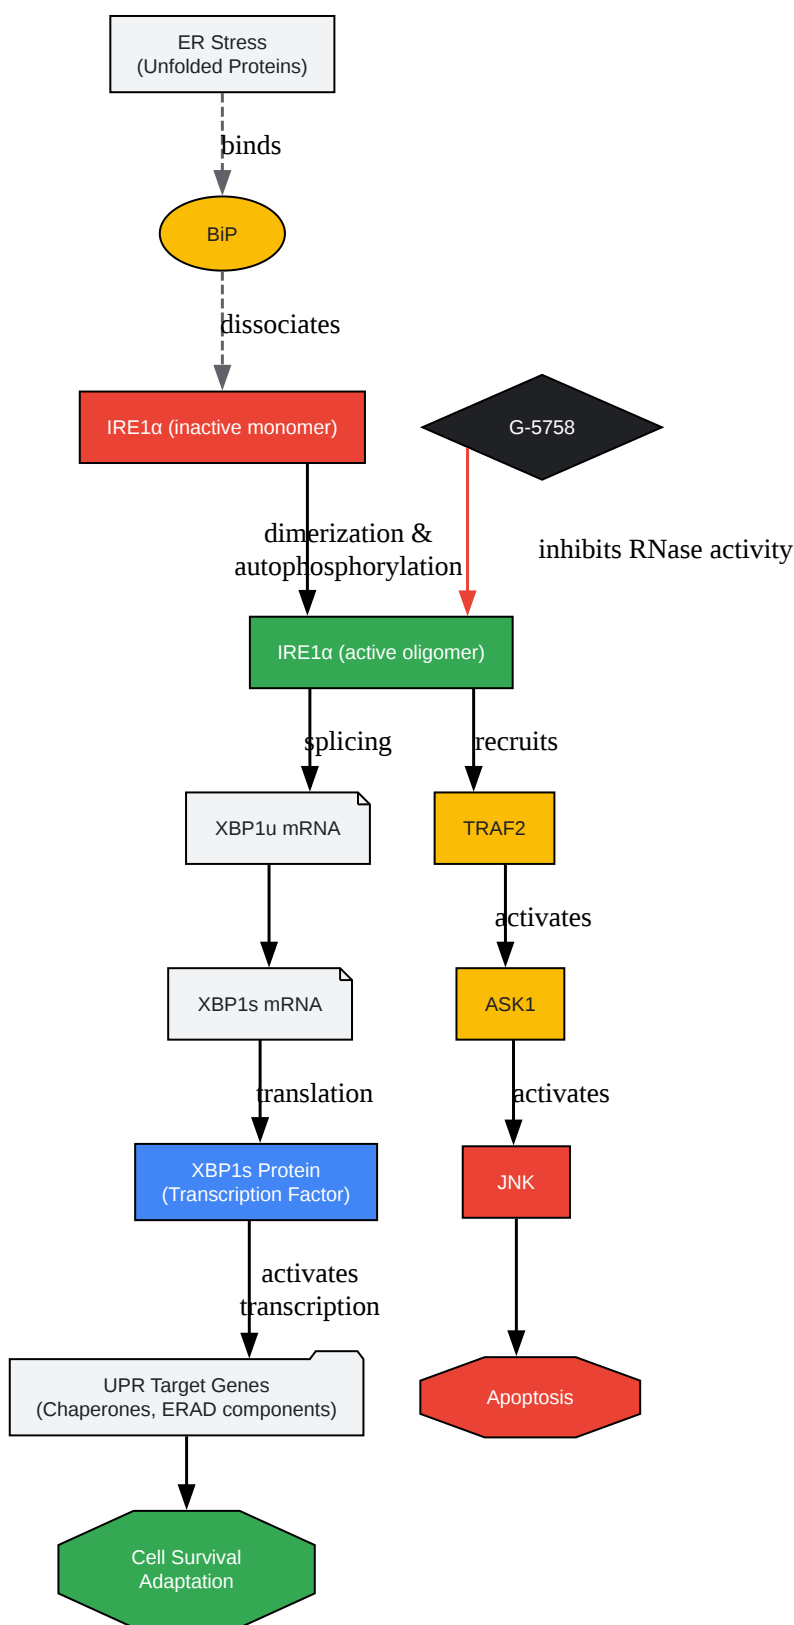 ER Stress
(Unfolded Proteins)
binds
BiP
dissociates
IRE1α (inactive monomer)
G-5758
dimerization &
autophosphorylation
inhibits RNase activity
IRE1α (active oligomer)
splicing
recruits
XBP1u mRNA
TRAF2
activates
XBP1s mRNA
ASK1
translation
activates
XBP1s Protein
(Transcription Factor)
JNK
activates
transcription
UPR Target Genes
(Chaperones, ERAD components)
Apoptosis
Cell Survival
Adaptation